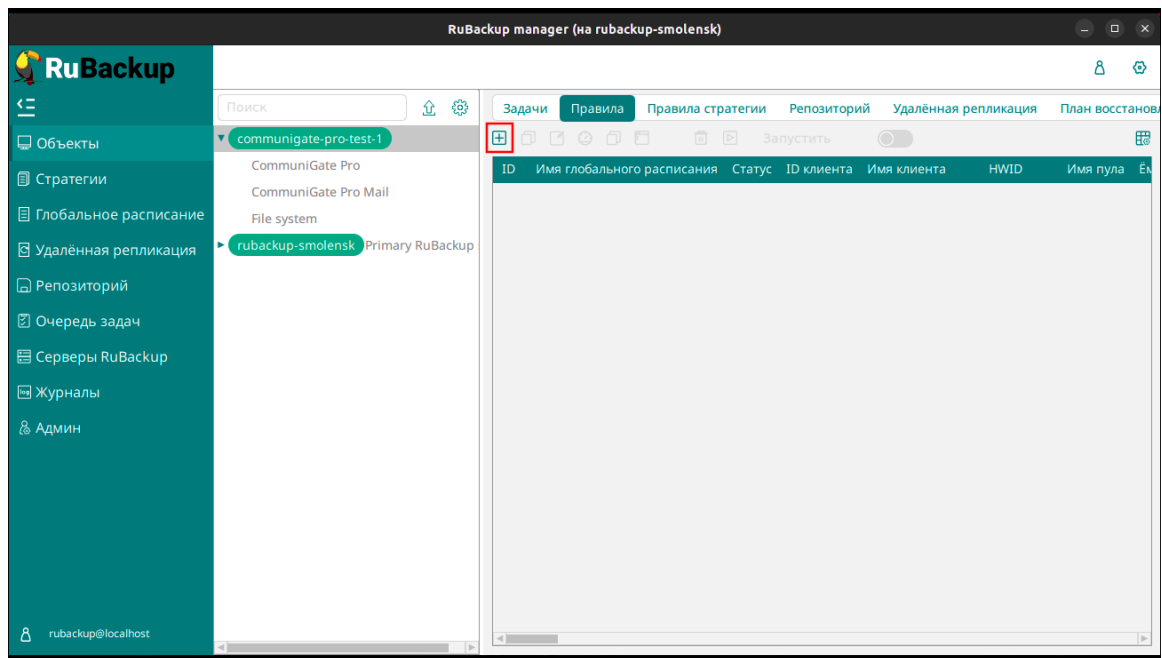 RuBackup manager (на rubackup-smolensk)
RuBackup
Поиск
Задачи Правила Правила стратегии Репозиторий Удалённая репликация План восстановл
Объекты
Стратегии
Глобальное расписание
Удалённая репликация
Репозиторий
Очередь задач
Серверы RuBackup
Журналы
Админ
rubackup@localhost
communigate-pro-test-1
CommuniGate Pro
CommuniGate Pro Mail
File system
rubackup-smolensk Primary RuBackup
Запустить
ID Имя глобального расписания Статус ID клиента Имя клиента HWID Имя пула